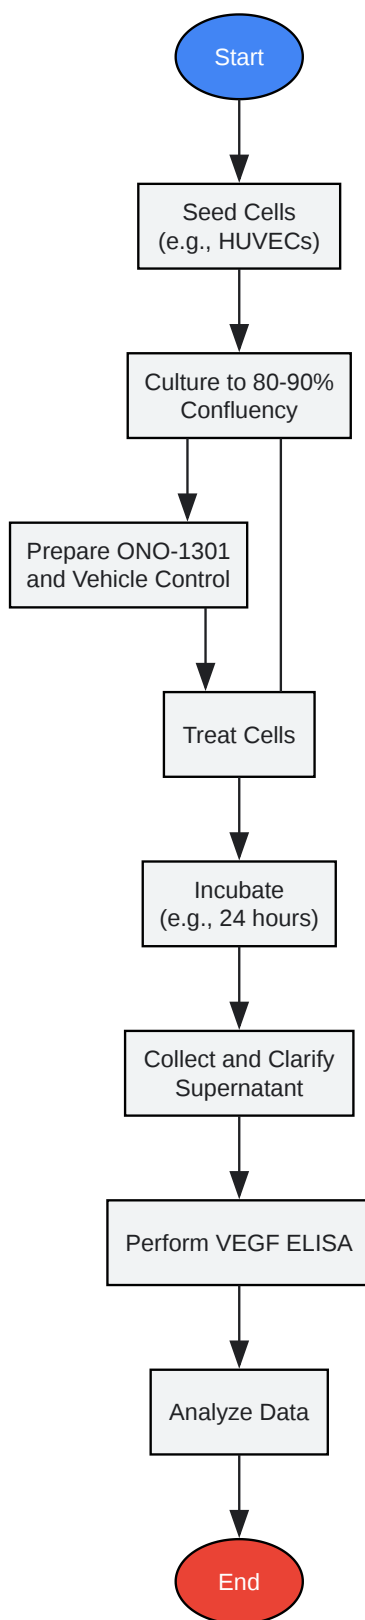 Start
Seed Cells
(e.g., HUVECs)
Culture to 80-90%
Confluency
Prepare ONO-1301
and Vehicle Control
Treat Cells
Incubate
(e.g., 24 hours)
Collect and Clarify
Supernatant
Perform VEGF ELISA
Analyze Data
End